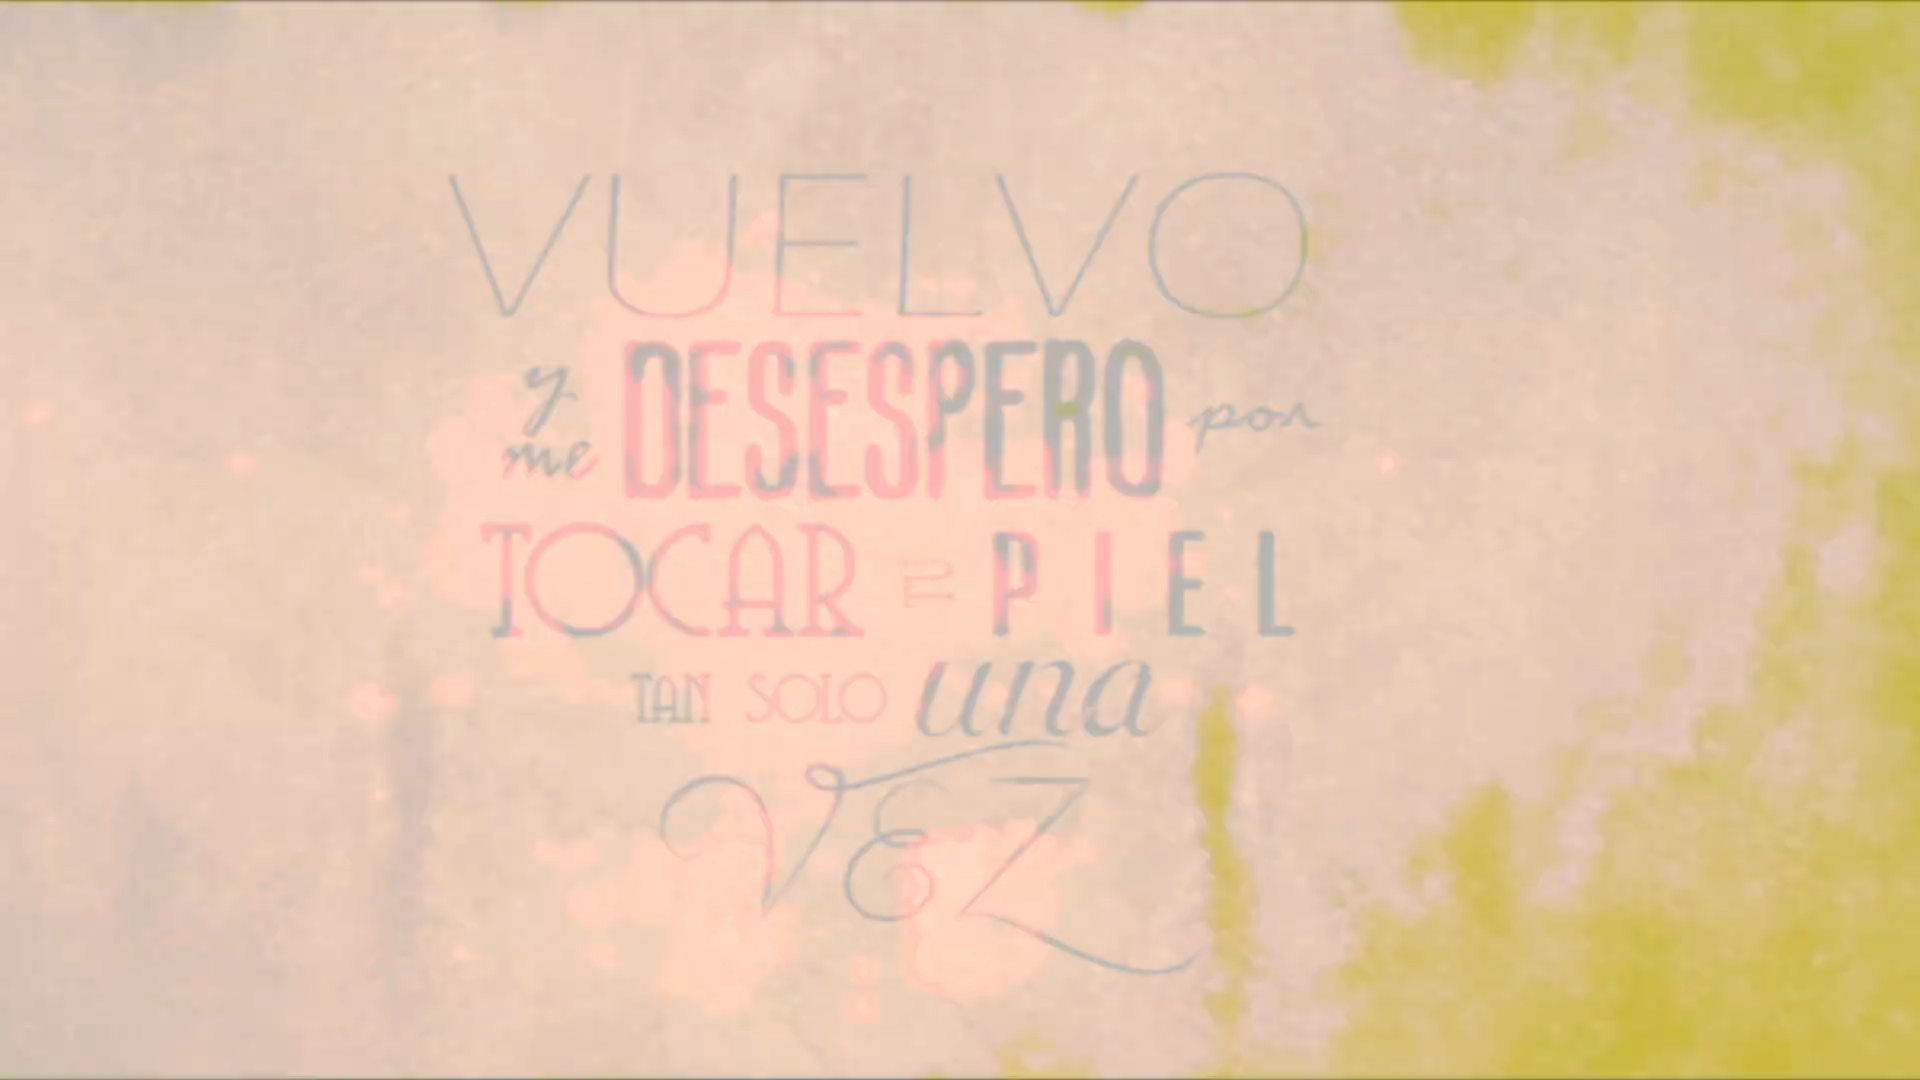 VUELVO
y me DESESPERO por
TOCAR TU PIEL
TAN SOLO una
VEZ